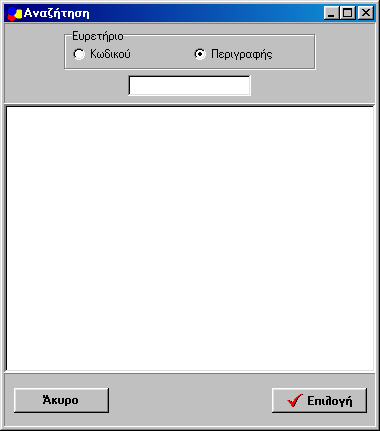 Αναζήτηση
Ευρετήριο
Κωδικού
Περιγραφής
Άκυρο
Επιλογή